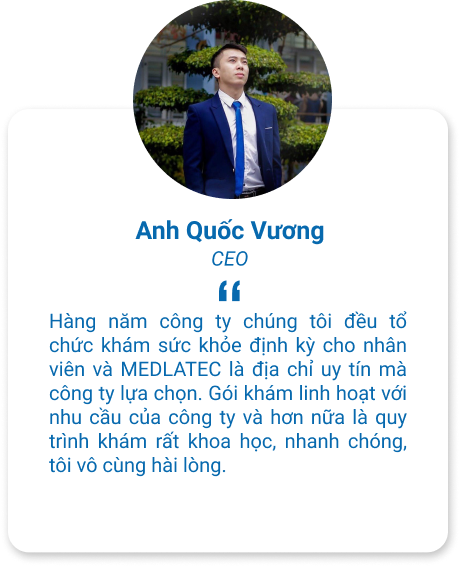 Anh Quốc Vương
CEO
“
Hàng năm công ty chúng tôi đều tổ
chức khám sức khỏe định kỳ cho nhân
viên và MEDLATEC là địa chỉ uy tín mà
công ty lựa chọn. Gói khám linh hoạt với
nhu cầu của công ty và hơn nữa là quy
trình khám rất khoa học, nhanh chóng,
tôi vô cùng hài lòng.